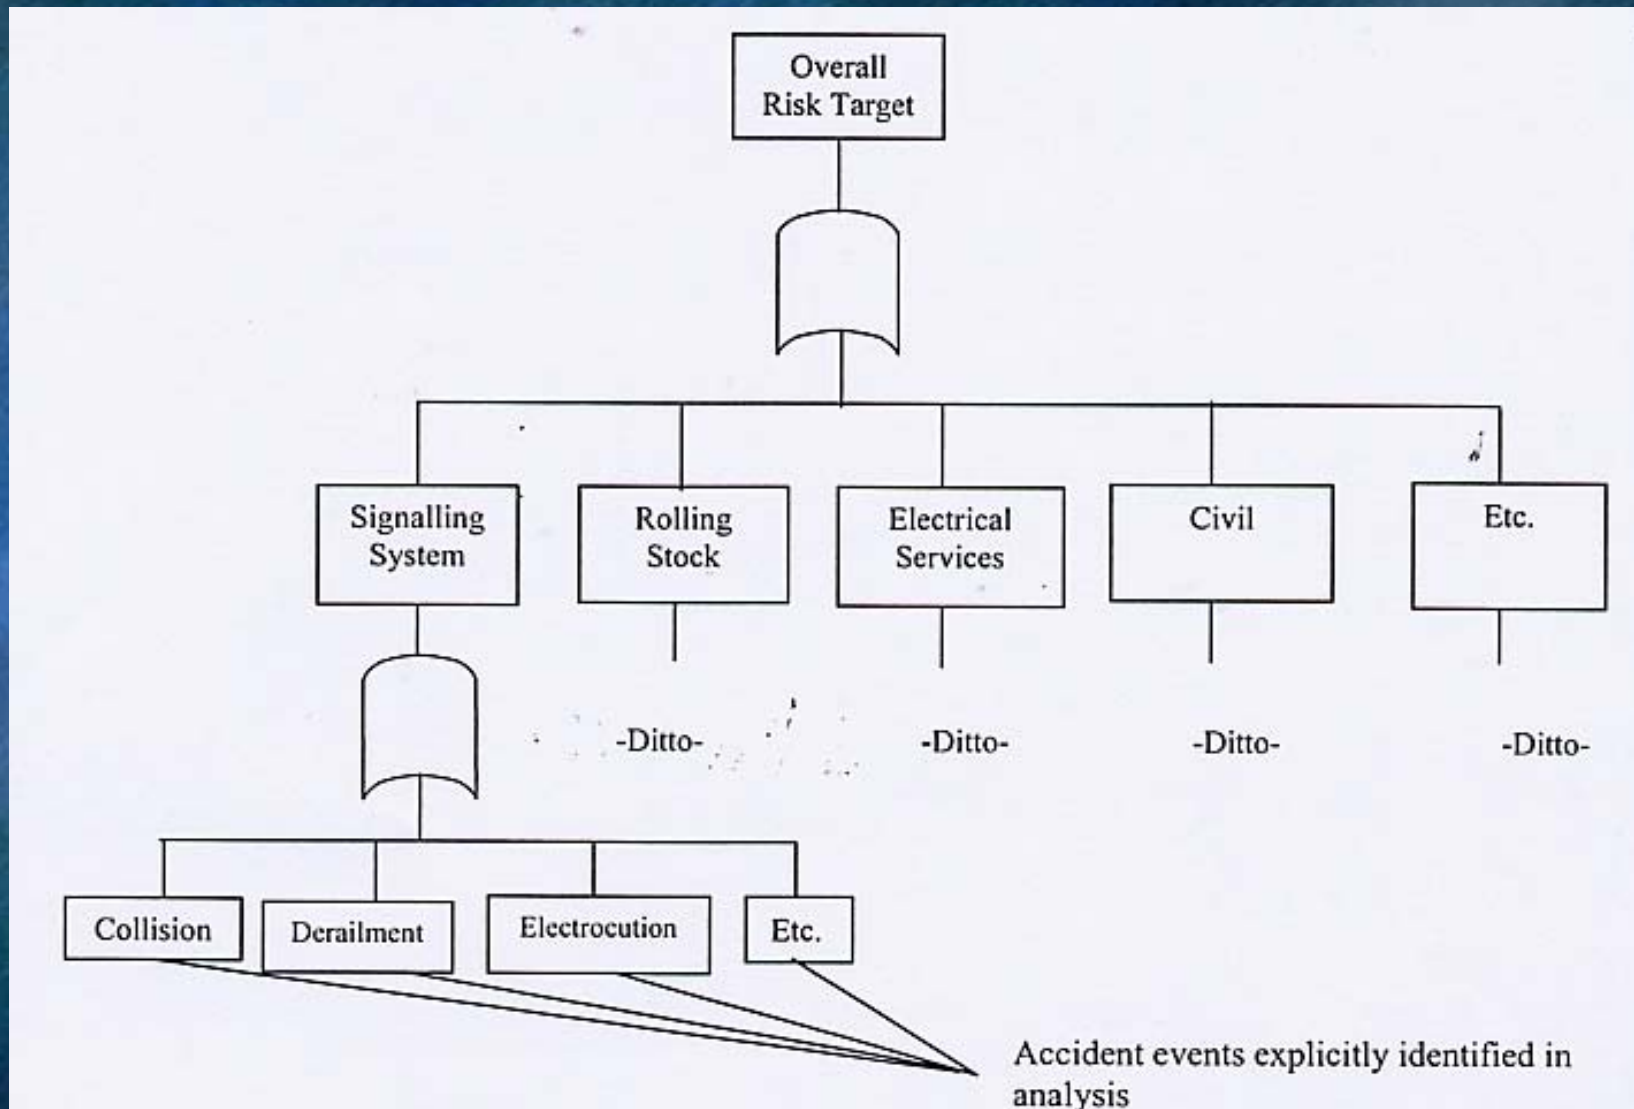 Overall
Risk Target
Signalling
System
Rolling
Stock
Electrical
Services
Civil
Etc.
-Ditto-
-Ditto-
-Ditto-
-Ditto-
Collision
Derailment
Electrocution
Etc.
Accident events explicitly identified in
analysis